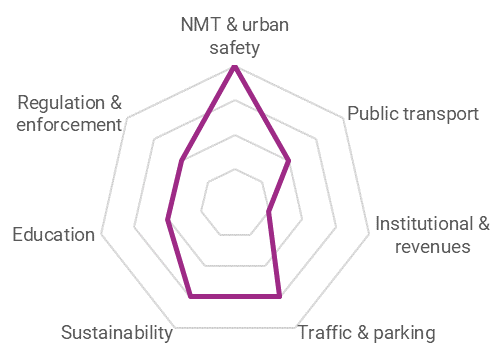 NMT & urban
safety
Regulation &
enforcement
Public transport
Education
Institutional &
revenues
Sustainability
Traffic & parking